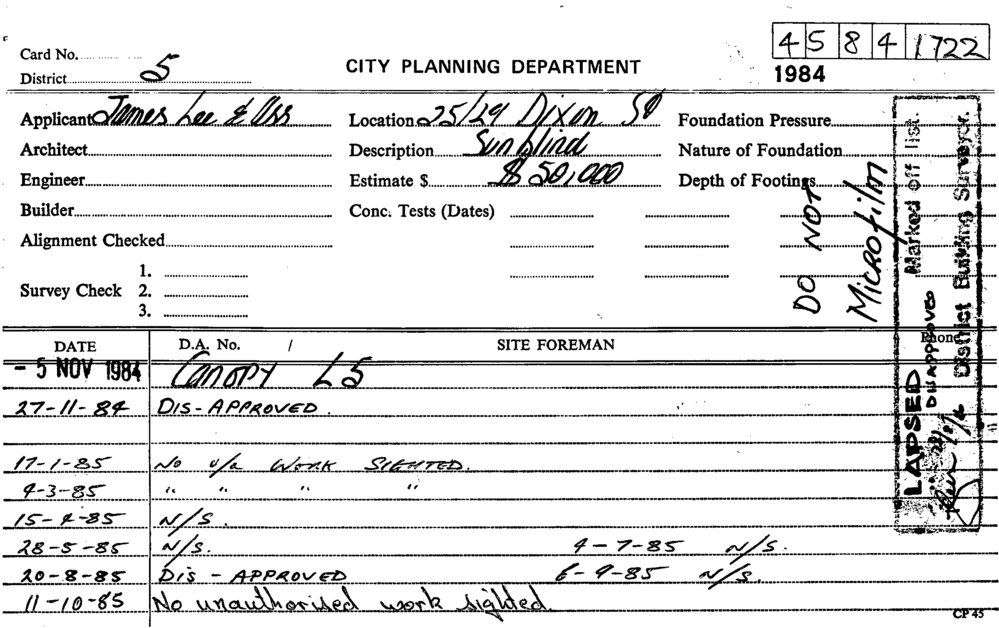 4584 1722
Card No.
District 5
CITY PLANNING DEPARTMENT
1984
Applicant James Lee & Ass
Location 25/29 Dixon St
Foundation Pressure
Architect
Description Sunblind
Nature of Foundation
Engineer
Estimate $ $50,000
Depth of Footings
Builder
Conc. Tests (Dates)
Alignment Checked
Survey Check
1.
2.
3.
DO NOT
Microfilm
Marked off list.
LAPSED
DISAPPROVED
District Building Surveyor.
DATE D.A. No. / SITE FOREMAN Phone
- 5 NOV 1984 Canopy L5
27-11-84 DIS-APPROVED.
17-1-85 No u/a WORK SIGHTED.
4-3-85 " " " "
15-4-85 N/S.
28-5-85 N/S. 4-7-85 N/S.
20-8-85 DIS - APPROVED 6-9-85 N/S.
11-10-85 No unauthorised work sighted.
CP 45